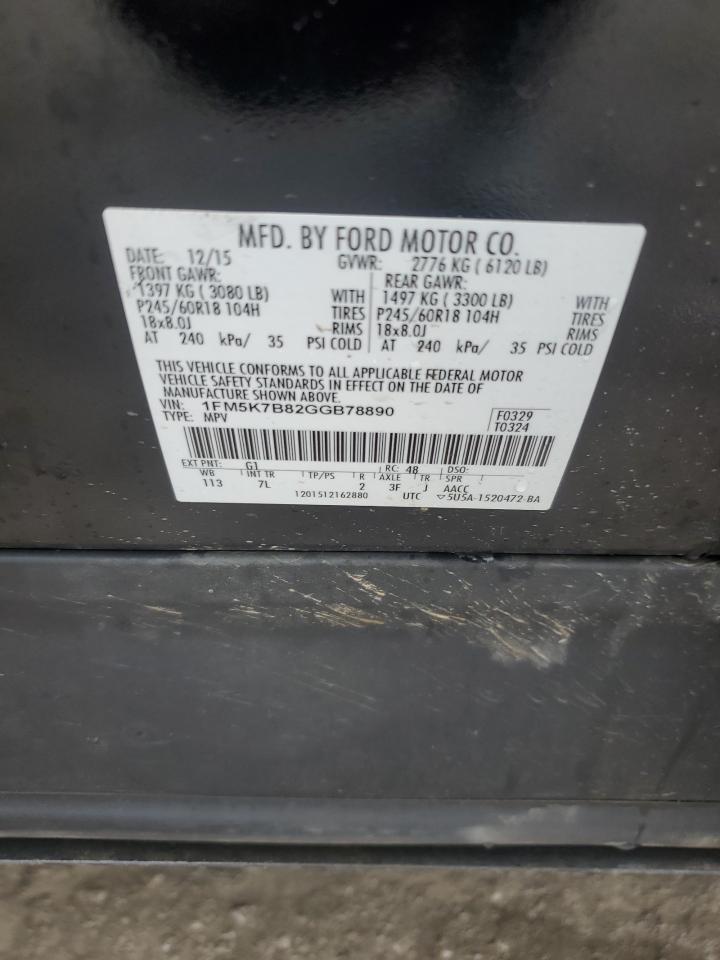 MFD. BY FORD MOTOR CO.
DATE: 12/15 GVWR: 2776 KG ( 6120 LB)
FRONT GAWR: REAR GAWR:
1397 KG ( 3080 LB) WITH 1497 KG ( 3300 LB) WITH
P245/60R18 104H TIRES P245/60R18 104H TIRES
18x8.0J RIMS 18x8.0J RIMS
AT 240 kPa/ 35 PSI COLD AT 240 kPa/ 35 PSI COLD
THIS VEHICLE CONFORMS TO ALL APPLICABLE FEDERAL MOTOR
VEHICLE SAFETY STANDARDS IN EFFECT ON THE DATE OF
MANUFACTURE SHOWN ABOVE.
VIN: 1FM5K7B82GGB78890 F0329
TYPE: MPV T0324
EXT PNT: G1 RC: 48 DSO:
WB INT TR TP/PS R AXLE TR SPR
113 7L 2 3F J AACC
1201512162880 UTC ▽5U5A-1520472-BA